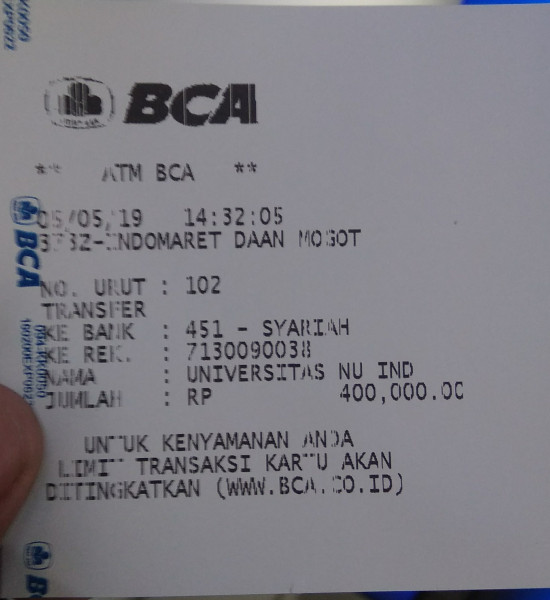 BCA
** ATM BCA **
05/05/19 14:32:05
INDOMARET DAAN MOGOT
NO. URUT : 102
TRANSFER
KE BANK : 451 - SYARIAH
KE REK. : 7130090038
NAMA : UNIVERSITAS NU IND
JUMLAH : RP 400,000.00
UNTUK KENYAMANAN ANDA
LIMIT TRANSAKSI KARTU AKAN
DITINGKATKAN (WWW.BCA.CO.ID)
BCA